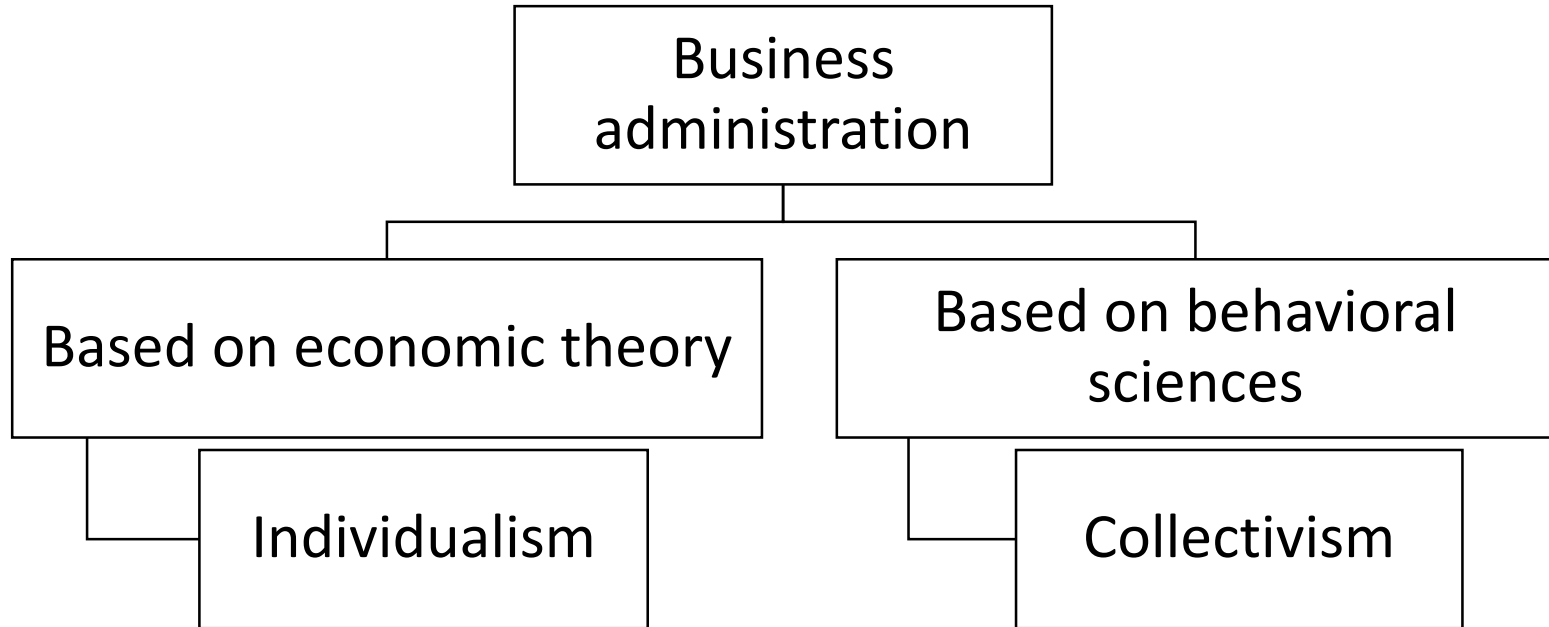 Business
administration
Based on economic theory
Based on behavioral
sciences
Individualism
Collectivism